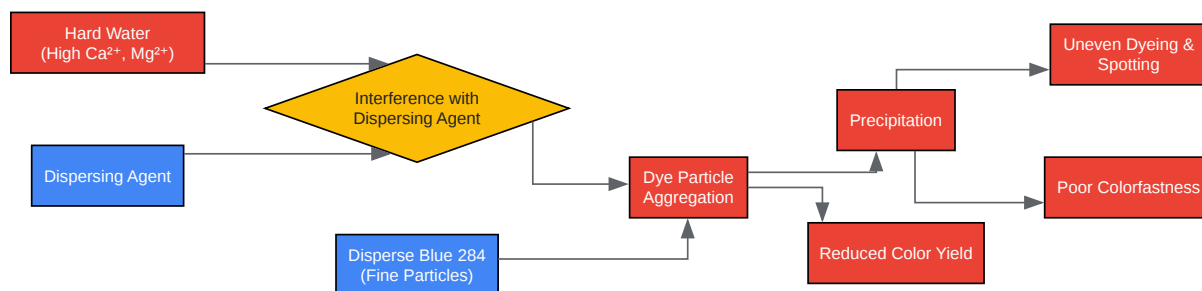 Hard Water
(High Ca²⁺, Mg²⁺)
Interference with
Dispersing Agent
Dispersing Agent
Disperse Blue 284
(Fine Particles)
Dye Particle
Aggregation
Precipitation
Reduced Color Yield
Uneven Dyeing &
Spotting
Poor Colorfastness